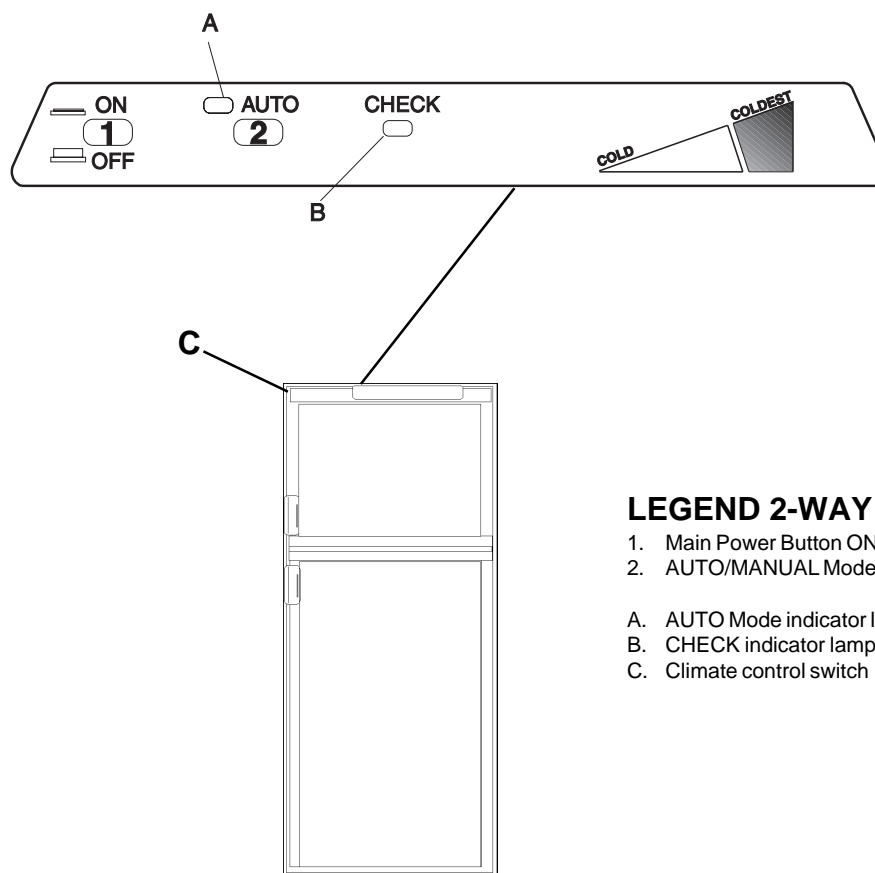 A
ON
AUTO
CHECK
COLDEST
1
2
COLD
OFF
B
C
LEGEND 2-WAY
1. Main Power Button ON
2. AUTO/MANUAL Mode
A. AUTO Mode indicator l
B. CHECK indicator lamp
C. Climate control switch